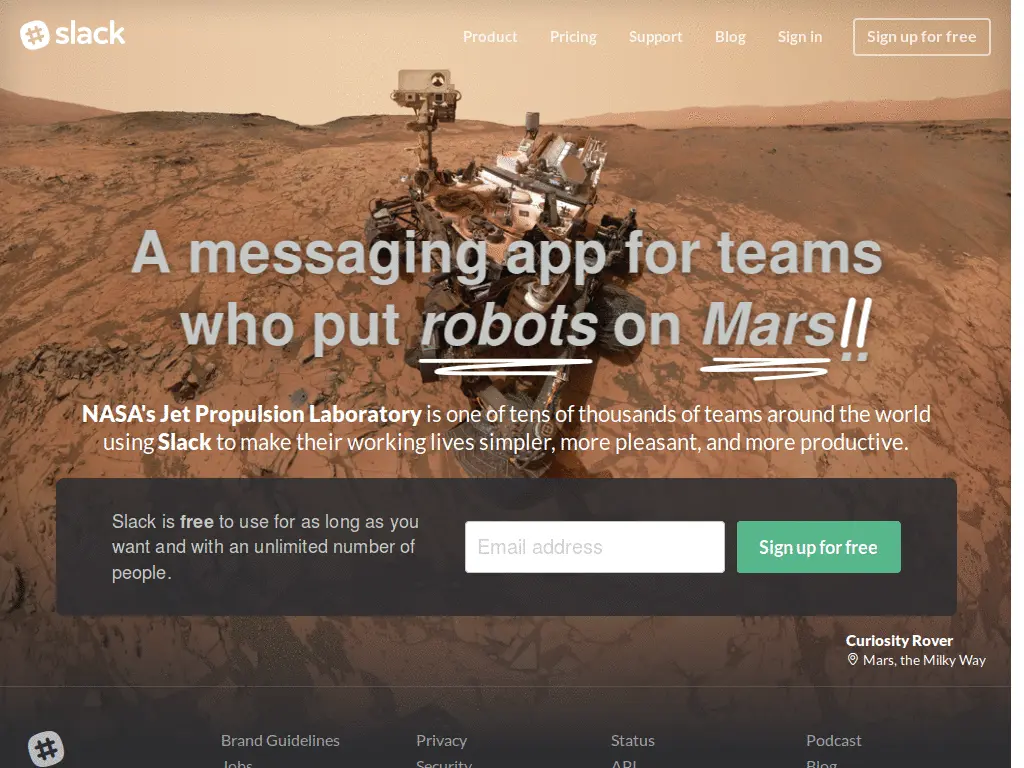 slack
Product Pricing Support Blog Sign in Sign up for free
A messaging app for teams
who put robots on Mars!!
NASA's Jet Propulsion Laboratory is one of tens of thousands of teams around the world
using Slack to make their working lives simpler, more pleasant, and more productive.
Slack is free to use for as long as you
want and with an unlimited number of
people.
Email address
Sign up for free
Curiosity Rover
Mars, the Milky Way
Brand Guidelines Privacy Status Podcast
Jobs Security API Blog